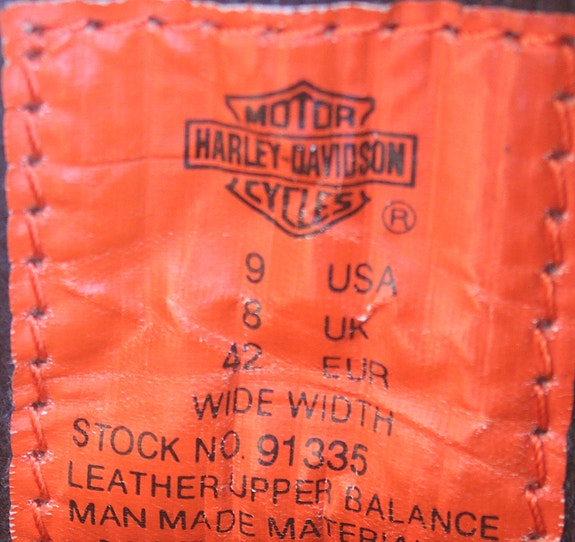 MOTOR
HARLEY-DAVIDSON
CYCLES
®
9 USA
8 UK
42 EUR
WIDE WIDTH
STOCK NO. 91335
LEATHER UPPER BALANCE
MAN MADE